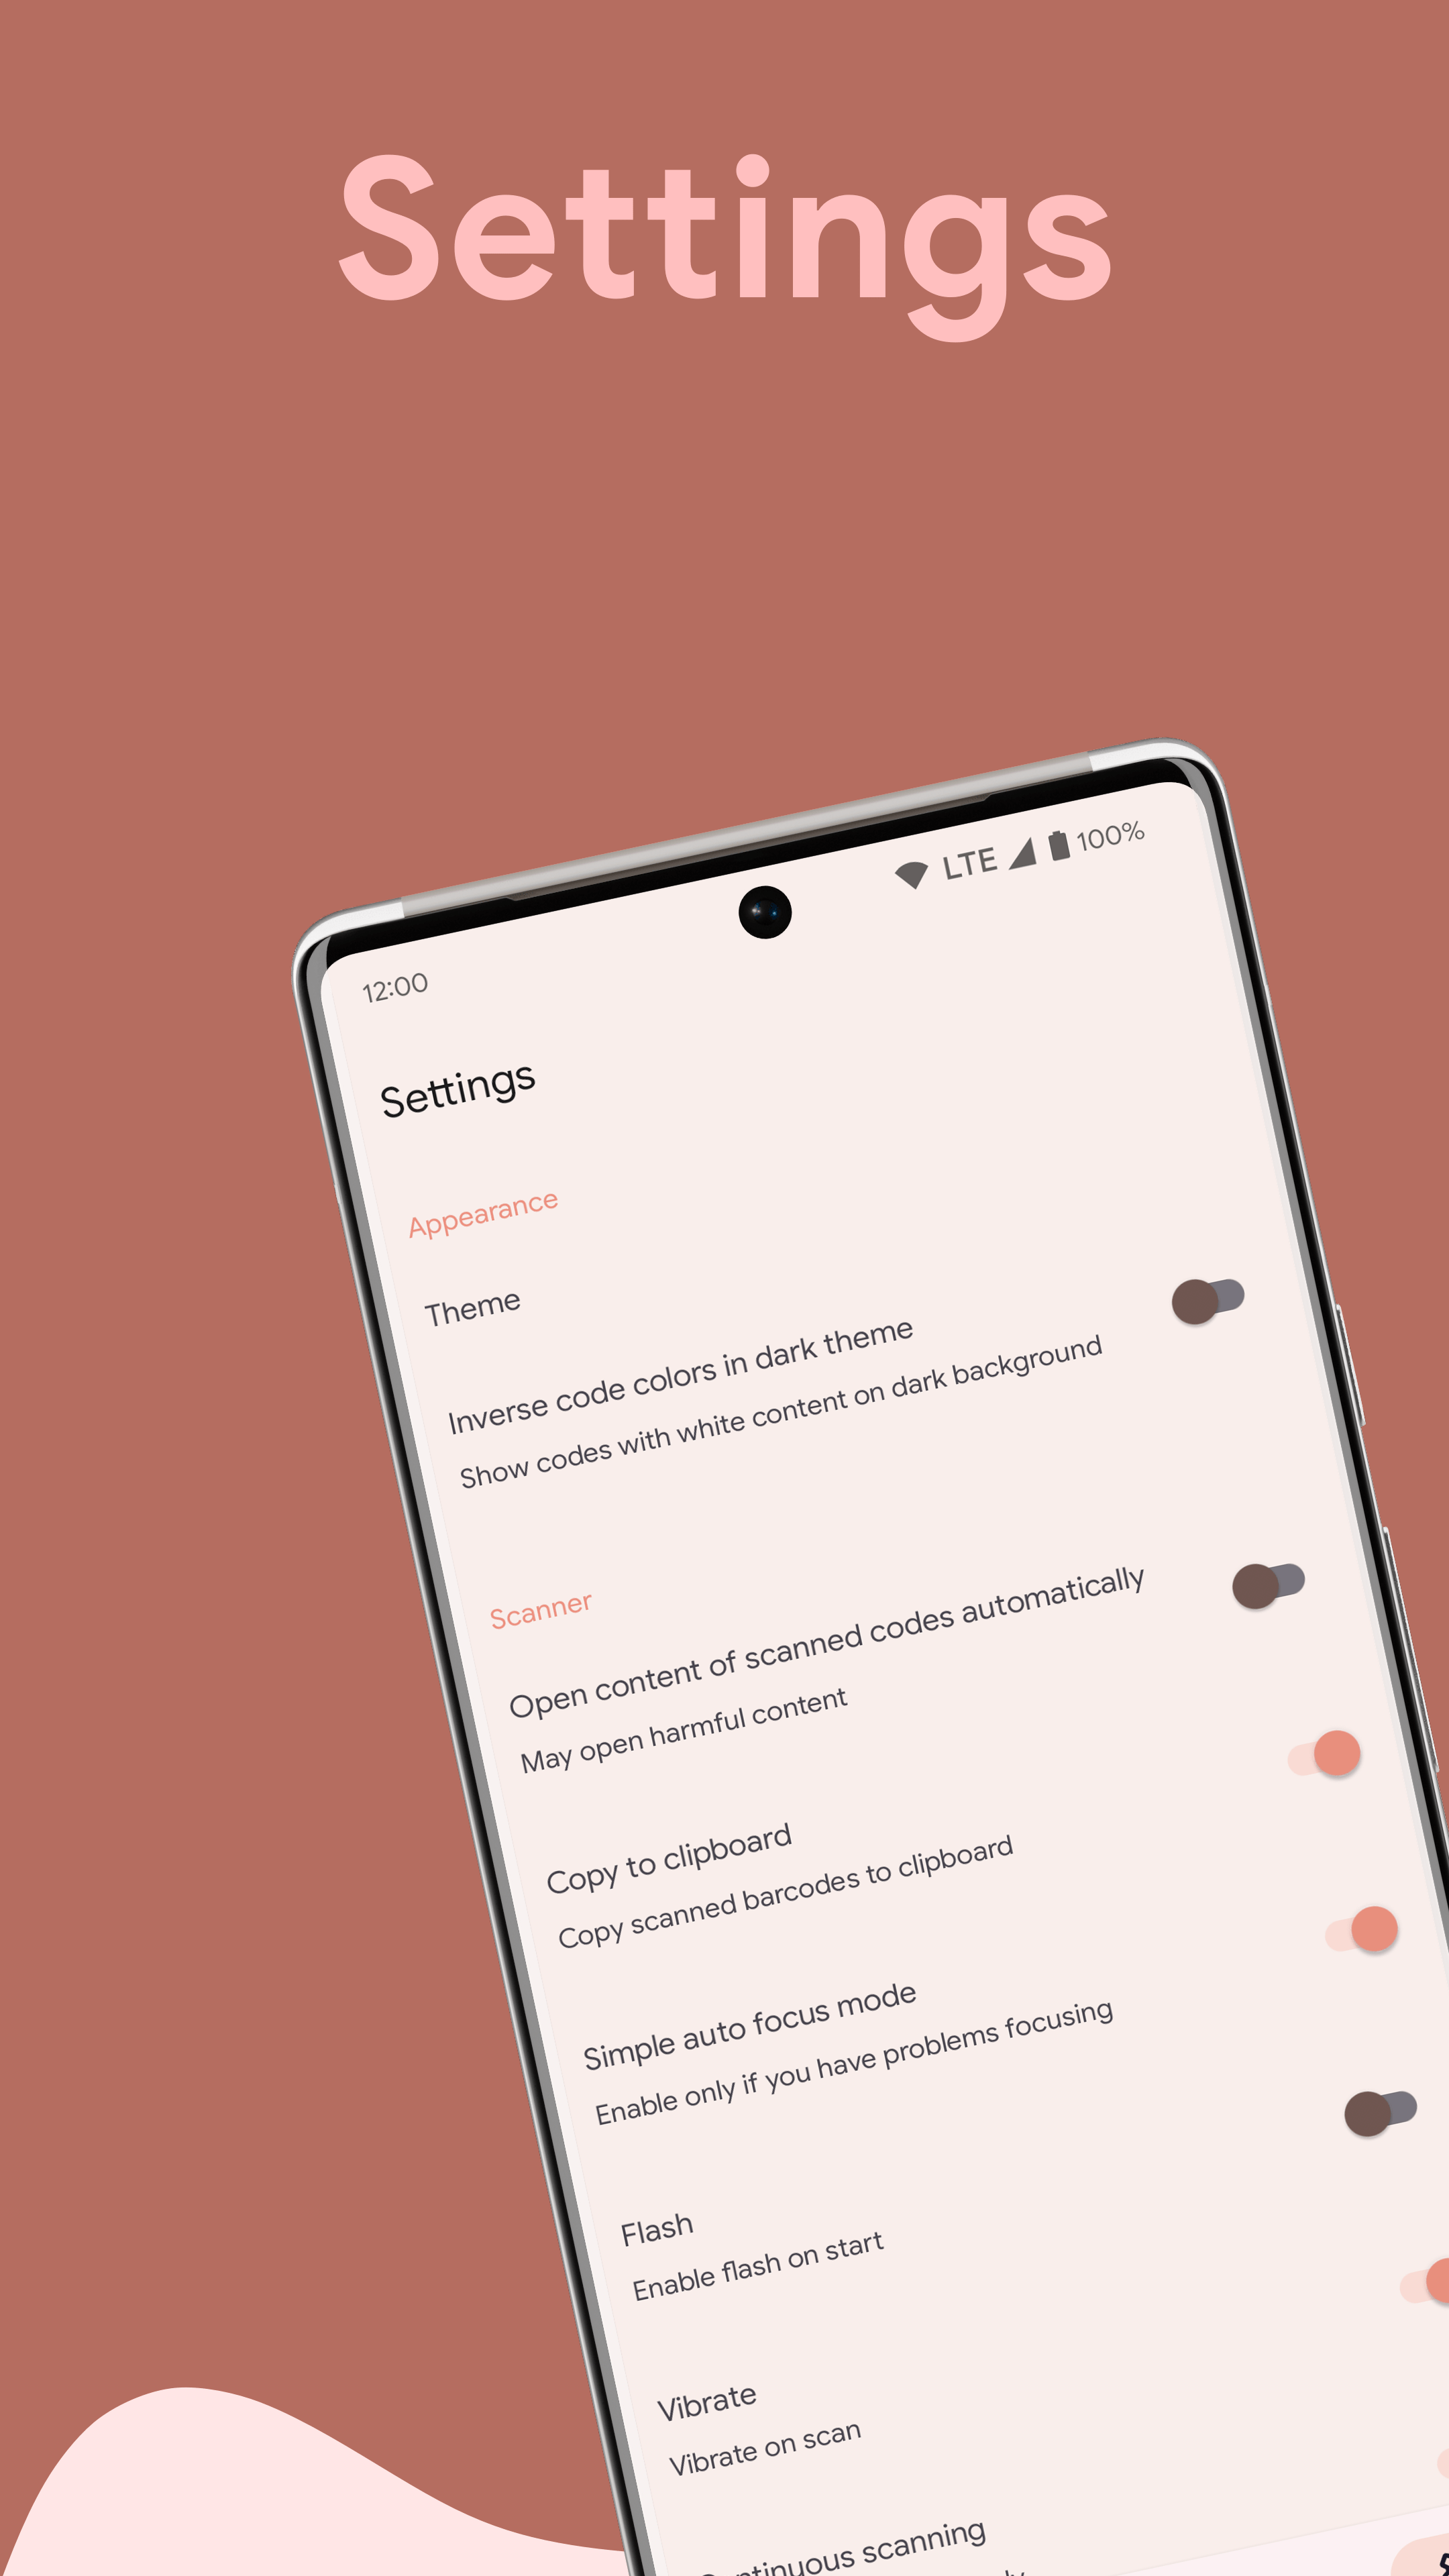 Settings
12:00
LTE 100%
Settings
Appearance
Theme
Inverse code colors in dark theme
Show codes with white content on dark background
Scanner
Open content of scanned codes automatically
May open harmful content
Copy to clipboard
Copy scanned barcodes to clipboard
Simple auto focus mode
Enable only if you have problems focusing
Flash
Enable flash on start
Vibrate
Vibrate on scan
scanning